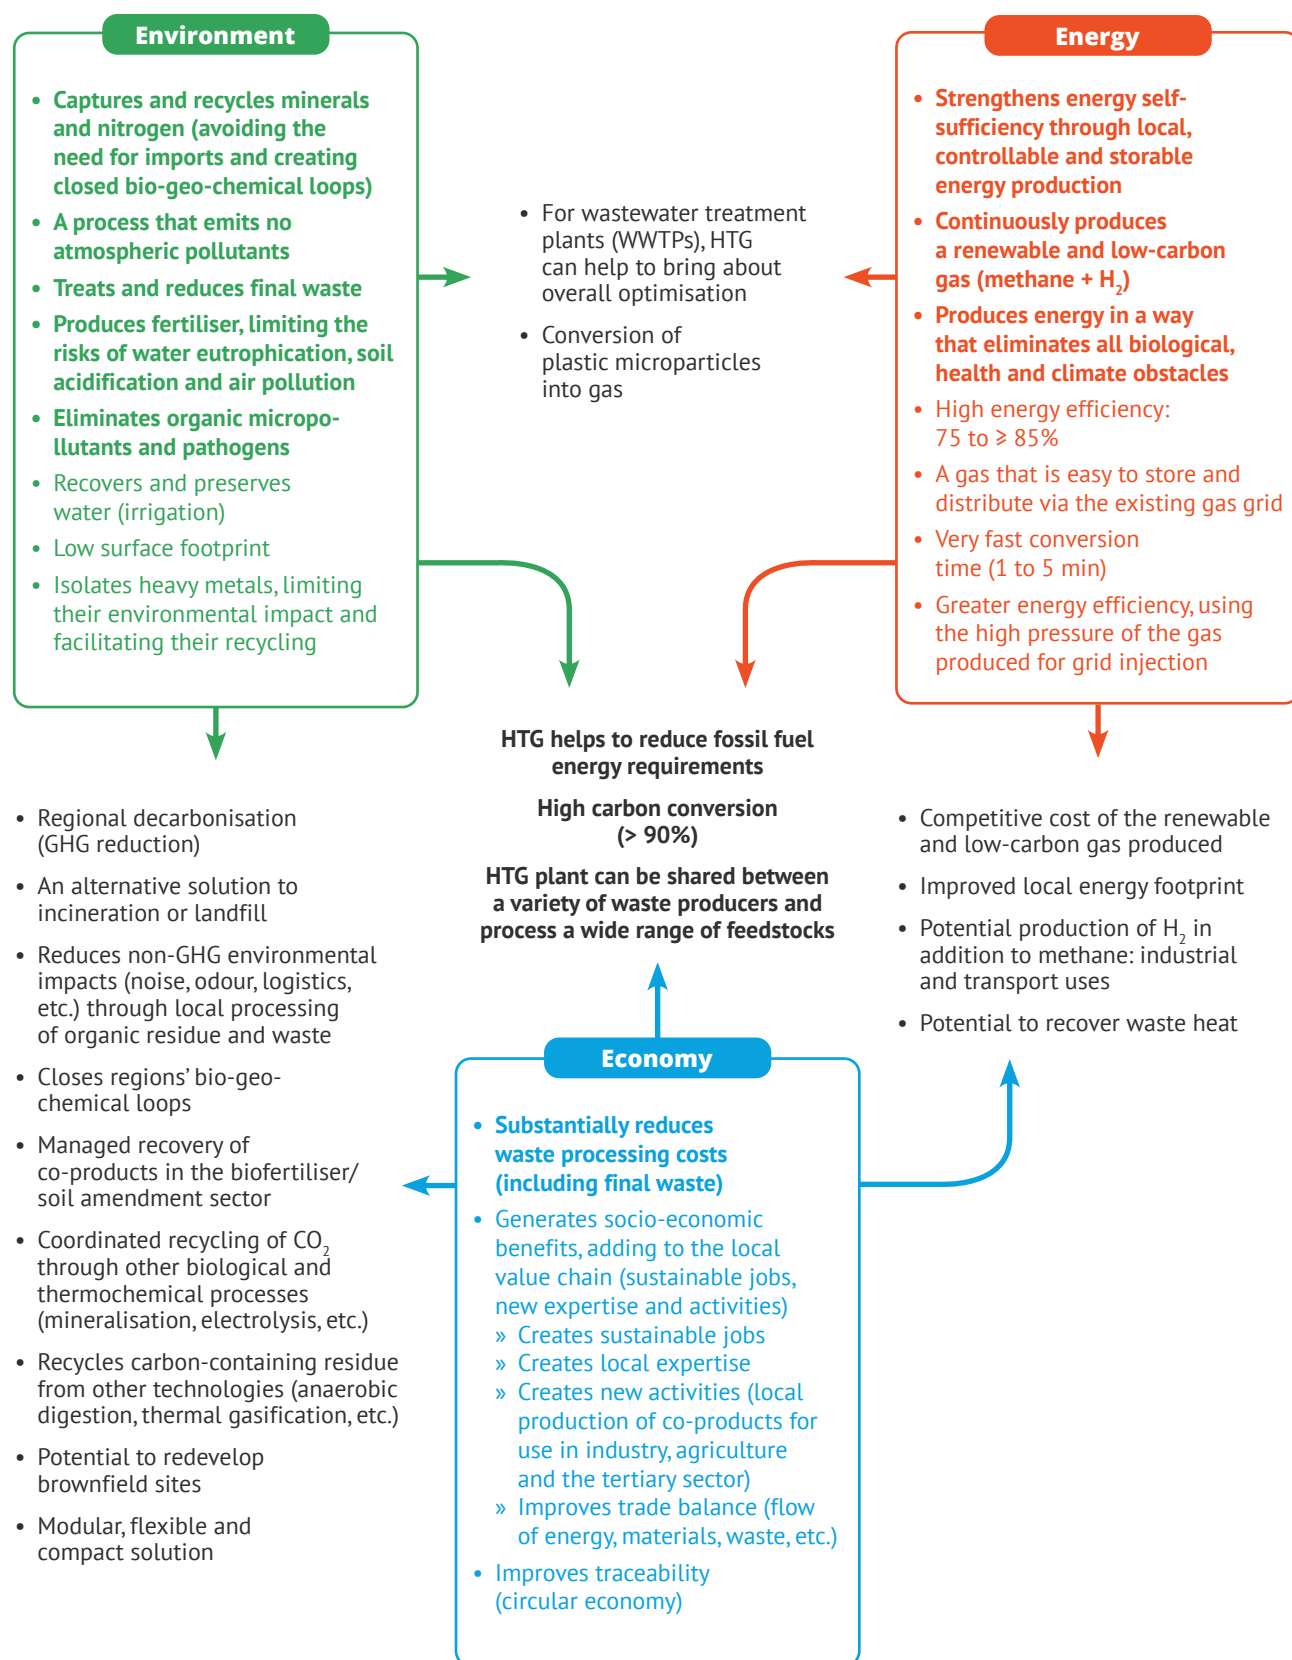 Environment
• Captures and recycles minerals
and nitrogen (avoiding the
need for imports and creating
closed bio-geo-chemical loops)
• A process that emits no
atmospheric pollutants
• Treats and reduces final waste
• Produces fertiliser, limiting the
risks of water eutrophication, soil
acidification and air pollution
• Eliminates organic micropo-
llutants and pathogens
• Recovers and preserves
water (irrigation)
• Low surface footprint
• Isolates heavy metals, limiting
their environmental impact and
facilitating their recycling
• For wastewater treatment
plants (WWTPs), HTG
can help to bring about
overall optimisation
• Conversion of
plastic microparticles
into gas
Energy
• Strengthens energy self-
sufficiency through local,
controllable and storable
energy production
• Continuously produces
a renewable and low-carbon
gas (methane + H₂)
• Produces energy in a way
that eliminates all biological,
health and climate obstacles
• High energy efficiency:
75 to ⩾ 85%
• A gas that is easy to store and
distribute via the existing gas grid
• Very fast conversion
time (1 to 5 min)
• Greater energy efficiency, using
the high pressure of the gas
produced for grid injection
HTG helps to reduce fossil fuel
energy requirements
High carbon conversion
(> 90%)
HTG plant can be shared between
a variety of waste producers and
process a wide range of feedstocks
• Regional decarbonisation
(GHG reduction)
• An alternative solution to
incineration or landfill
• Reduces non-GHG environmental
impacts (noise, odour, logistics,
etc.) through local processing
of organic residue and waste
• Closes regions’ bio-geo-
chemical loops
• Managed recovery of
co-products in the biofertiliser/
soil amendment sector
• Coordinated recycling of CO₂
through other biological and
thermochemical processes
(mineralisation, electrolysis, etc.)
• Recycles carbon-containing residue
from other technologies (anaerobic
digestion, thermal gasification, etc.)
• Potential to redevelop
brownfield sites
• Modular, flexible and
compact solution
• Competitive cost of the renewable
and low-carbon gas produced
• Improved local energy footprint
• Potential production of H₂ in
addition to methane: industrial
and transport uses
• Potential to recover waste heat
Economy
• Substantially reduces
waste processing costs
(including final waste)
• Generates socio-economic
benefits, adding to the local
value chain (sustainable jobs,
new expertise and activities)
» Creates sustainable jobs
» Creates local expertise
» Creates new activities (local
production of co-products for
use in industry, agriculture
and the tertiary sector)
» Improves trade balance (flow
of energy, materials, waste, etc.)
• Improves traceability
(circular economy)